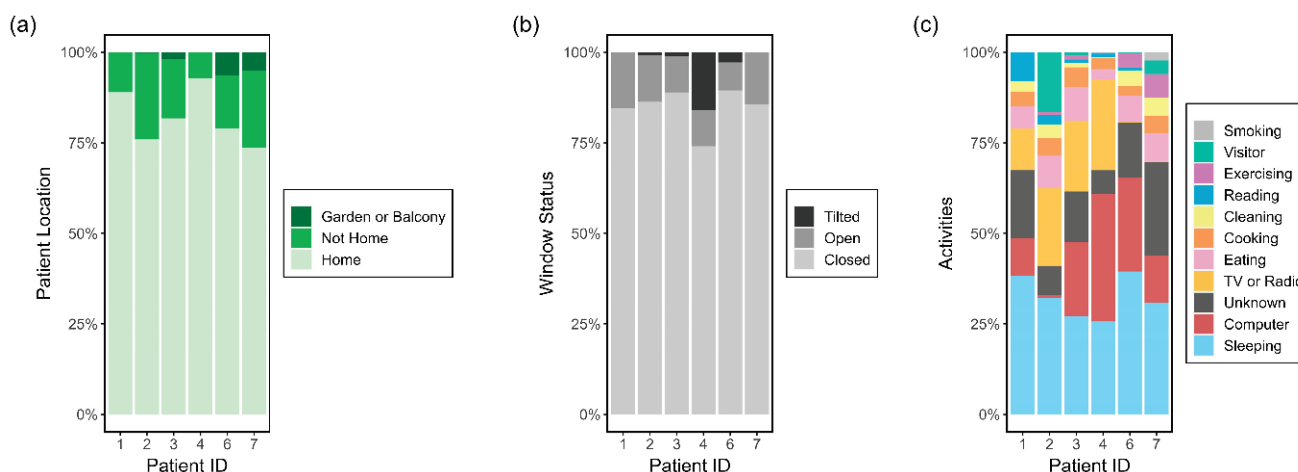 (a)
100%
75%
50%
25%
0%
Patient Location
1 2 3 4 6 7
Patient ID
Garden or Balcony
Not Home
Home
(b)
100%
75%
50%
25%
0%
Window Status
1 2 3 4 6 7
Patient ID
Tilted
Open
Closed
(c)
100%
75%
50%
25%
0%
Activities
1 2 3 4 6 7
Patient ID
Smoking
Visitor
Exercising
Reading
Cleaning
Cooking
Eating
TV or Radio
Unknown
Computer
Sleeping